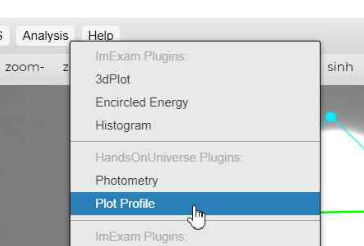 Analysis Help
zoom-
sinh
ImExam Plugins:
3dPlot
Encircled Energy
Histogram
HandsOnUniverse Plugins:
Photometry
Plot Profile
ImExam Plugins: